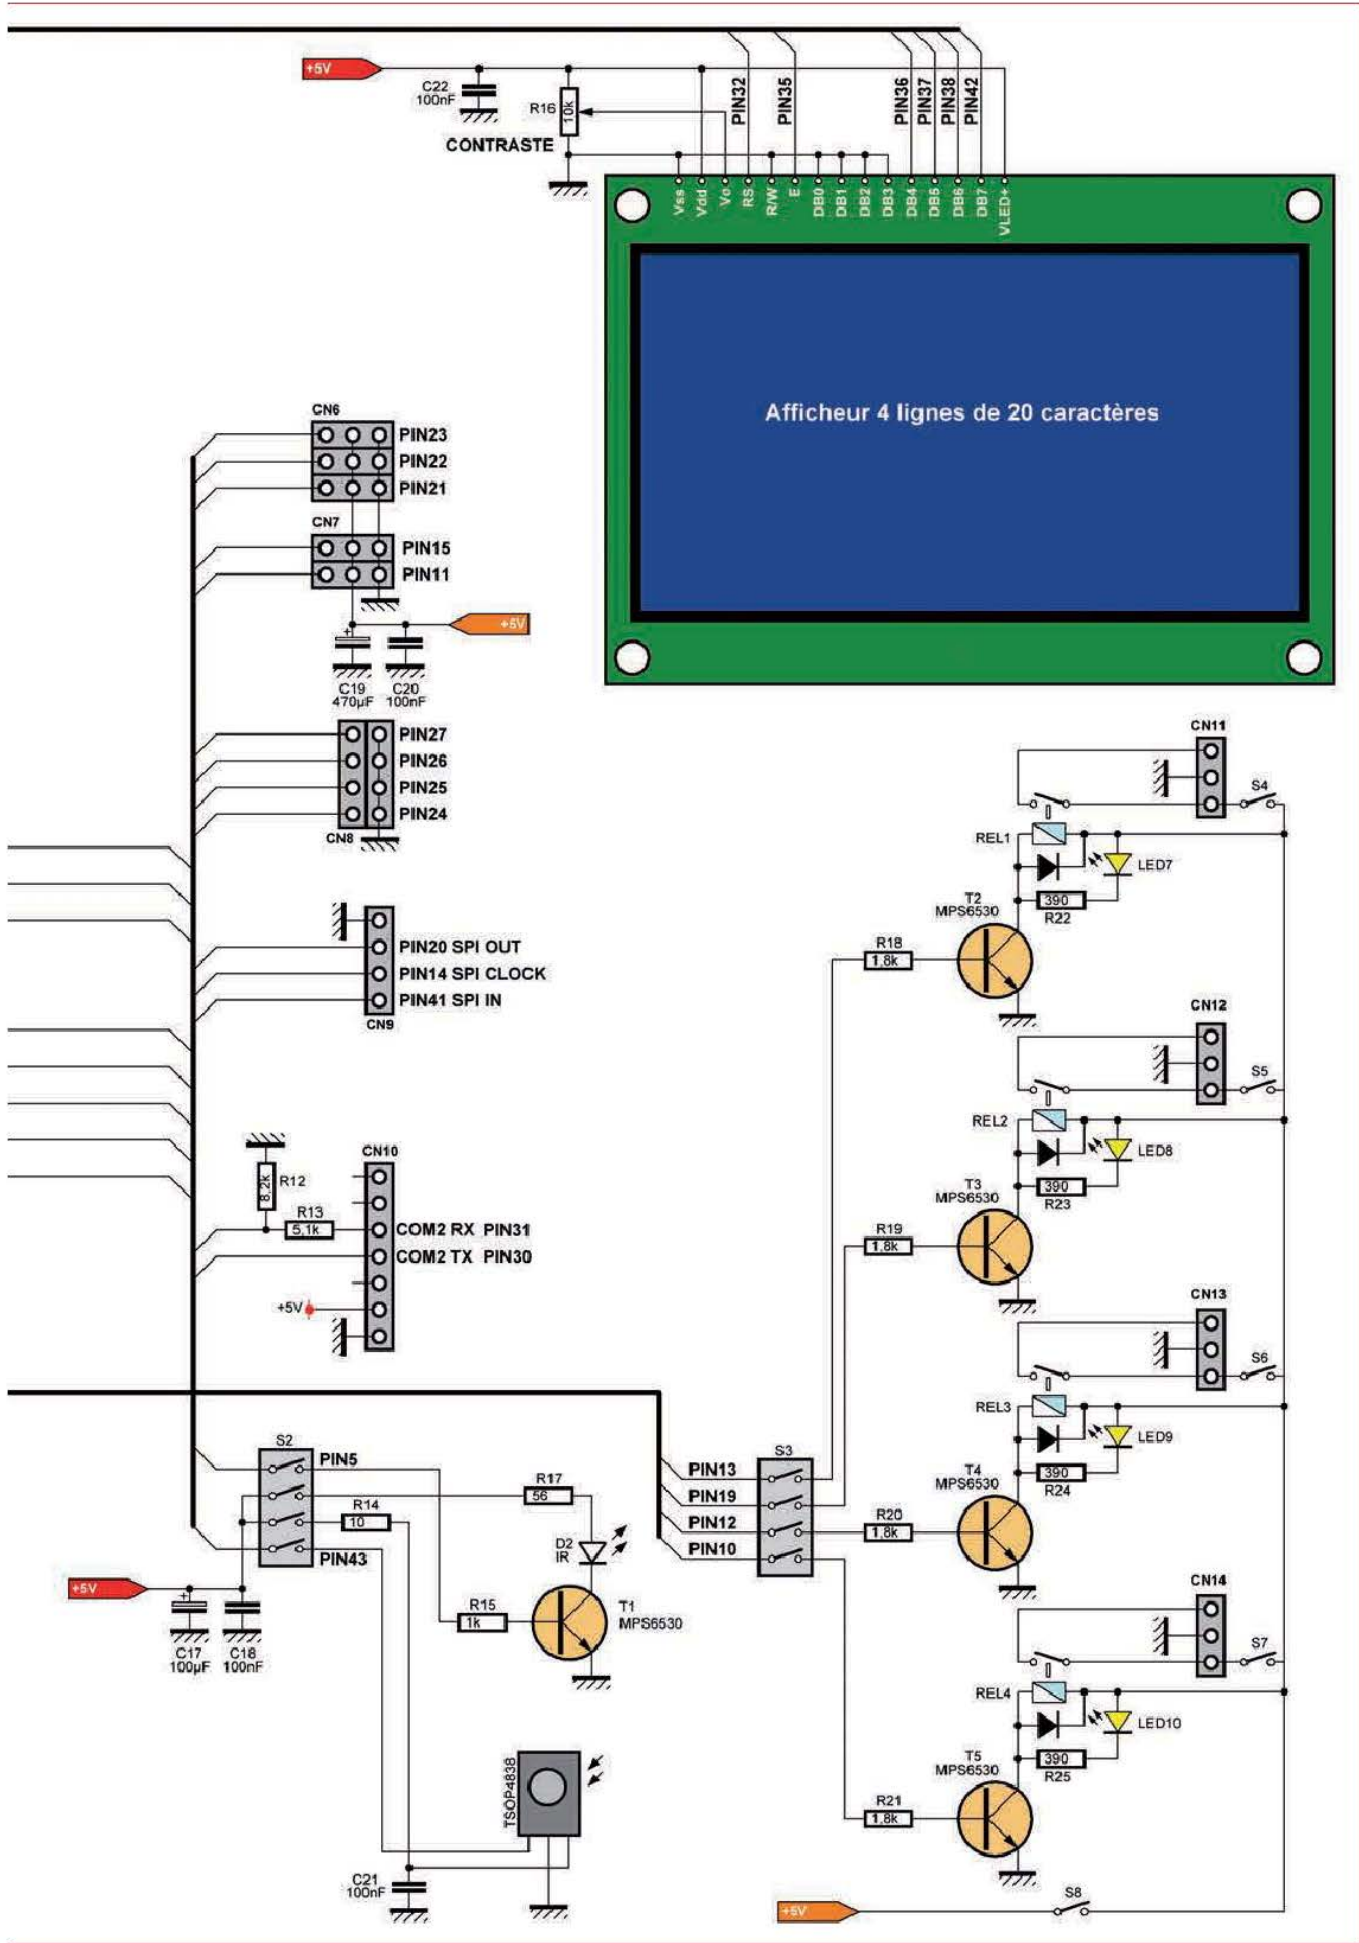 +5V
C22
100nF
R16
10k
CONTRASTE
PIN32
PIN35
PIN36
PIN37
PIN38
PIN42
Vss
Vdd
Vo
RS
R/W
E
DB0
DB1
DB2
DB3
DB4
DB5
DB6
DB7
VLED+
Afficheur 4 lignes de 20 caractères
CN6
PIN23
PIN22
PIN21
CN7
PIN15
PIN11
+5V
+
C19
470µF
C20
100nF
PIN27
PIN26
PIN25
PIN24
CN8
PIN20 SPI OUT
PIN14 SPI CLOCK
PIN41 SPI IN
CN9
CN10
R12
8,2k
R13
5,1k
COM2 RX PIN31
COM2 TX PIN30
+5V
S2
PIN5
R14
10
PIN43
R17
56
D2
IR
+5V
+
C17
100µF
C18
100nF
R15
1k
T1
MPS6530
TSOP4838
C21
100nF
PIN13
PIN19
PIN12
PIN10
S3
CN11
S4
REL1
LED7
390
R22
T2
MPS6530
R18
1,8k
CN12
S5
REL2
LED8
390
R23
T3
MPS6530
R19
1,8k
CN13
S6
REL3
LED9
390
R24
T4
MPS6530
R20
1,8k
CN14
S7
REL4
LED10
390
R25
T5
MPS6530
R21
1,8k
+5V
S8